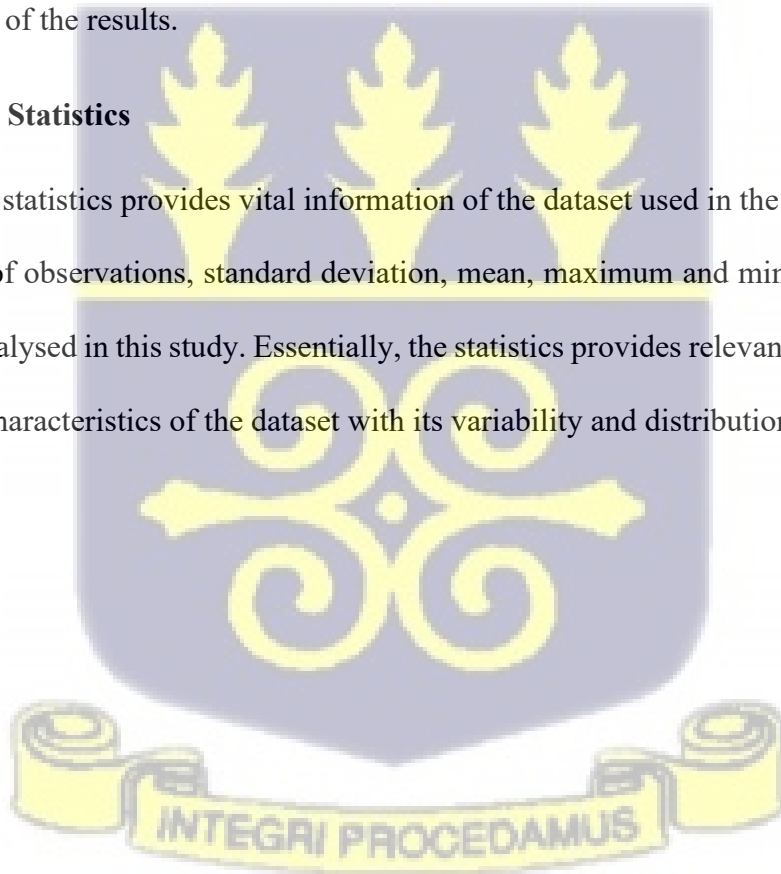 of the results.
Statistics
statistics provides vital information of the dataset used in the
of observations, standard deviation, mean, maximum and min
alysed in this study. Essentially, the statistics provides relevan
haracteristics of the dataset with its variability and distribution
INTEGRI PROCEDAMUS